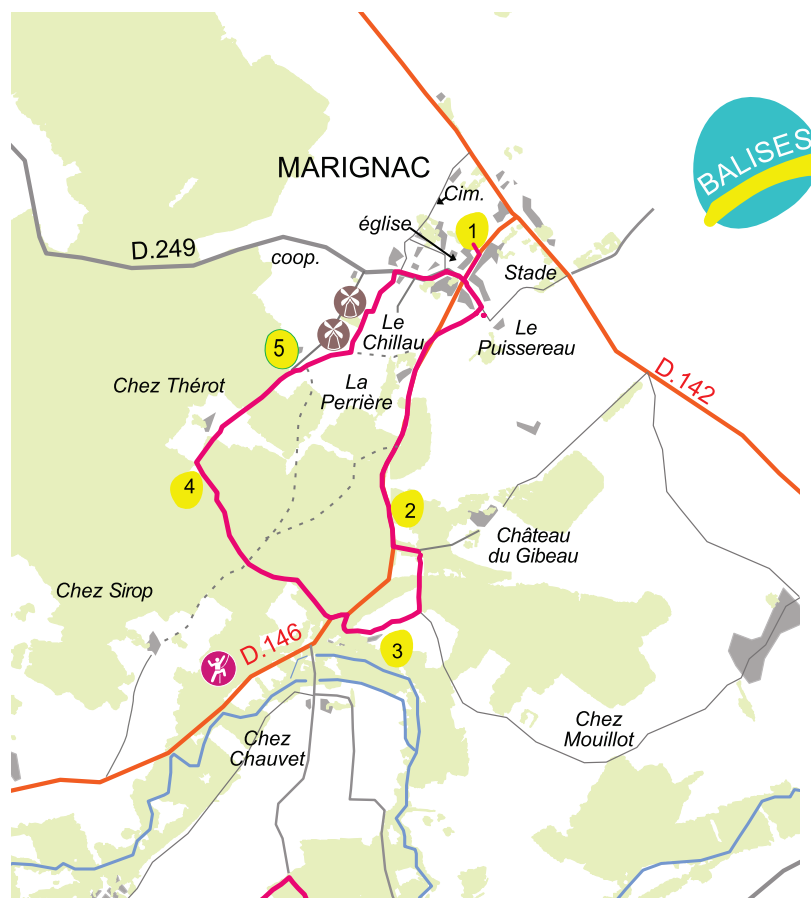 BALISES
MARIGNAC
Cim.
église
1
D.249
coop.
Stade
Le
Chillau
Le
Puissereau
5
La
Perrière
Chez Thérot
D.142
4
2
Château
du Gibeau
Chez Sirop
D.146
3
Chez
Mouillot
Chez
Chauvet